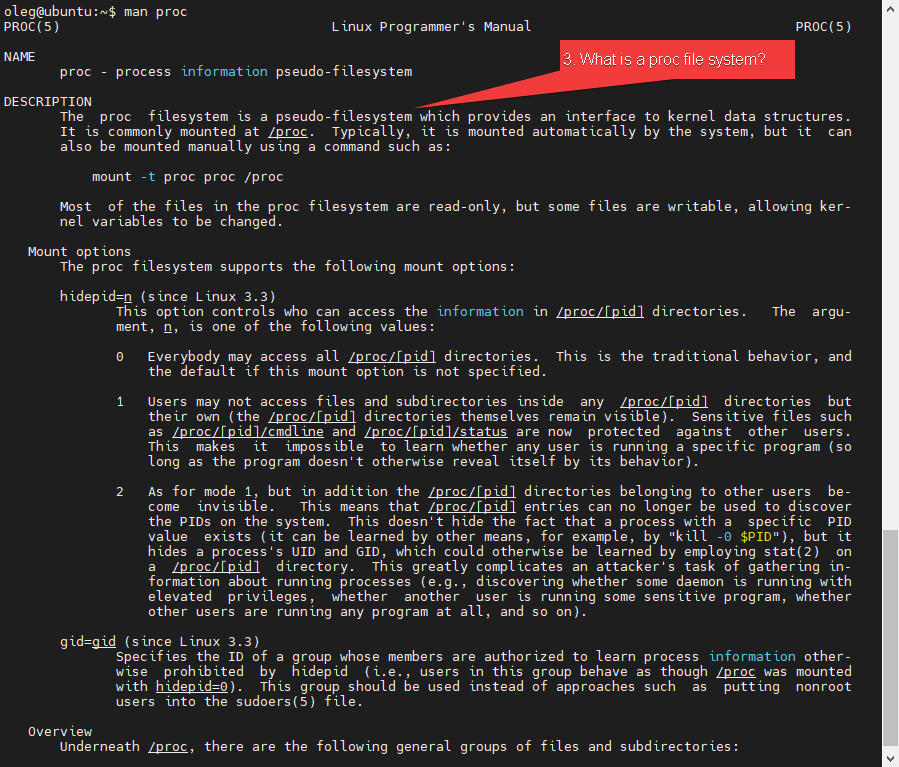 oleg@ubuntu:~$ man proc
PROC(5) Linux Programmer's Manual PROC(5)
NAME
proc - process information pseudo-filesystem
3. What is a proc file system?
DESCRIPTION
The proc filesystem is a pseudo-filesystem which provides an interface to kernel data structures.
It is commonly mounted at /proc. Typically, it is mounted automatically by the system, but it can
also be mounted manually using a command such as:
mount -t proc proc /proc
Most of the files in the proc filesystem are read-only, but some files are writable, allowing ker-
nel variables to be changed.
Mount options
The proc filesystem supports the following mount options:
hidepid=n (since Linux 3.3)
This option controls who can access the information in /proc/[pid] directories. The argu-
ment, n, is one of the following values:
0 Everybody may access all /proc/[pid] directories. This is the traditional behavior, and
the default if this mount option is not specified.
1 Users may not access files and subdirectories inside any /proc/[pid] directories but
their own (the /proc/[pid] directories themselves remain visible). Sensitive files such
as /proc/[pid]/cmdline and /proc/[pid]/status are now protected against other users.
This makes it impossible to learn whether any user is running a specific program (so
long as the program doesn't otherwise reveal itself by its behavior).
2 As for mode 1, but in addition the /proc/[pid] directories belonging to other users be-
come invisible. This means that /proc/[pid] entries can no longer be used to discover
the PIDs on the system. This doesn't hide the fact that a process with a specific PID
value exists (it can be learned by other means, for example, by "kill -0 $PID"), but it
hides a process's UID and GID, which could otherwise be learned by employing stat(2) on
a /proc/[pid] directory. This greatly complicates an attacker's task of gathering in-
formation about running processes (e.g., discovering whether some daemon is running with
elevated privileges, whether another user is running some sensitive program, whether
other users are running any program at all, and so on).
gid=gid (since Linux 3.3)
Specifies the ID of a group whose members are authorized to learn process information other-
wise prohibited by hidepid (i.e., users in this group behave as though /proc was mounted
with hidepid=0). This group should be used instead of approaches such as putting nonroot
users into the sudoers(5) file.
Overview
Underneath /proc, there are the following general groups of files and subdirectories: